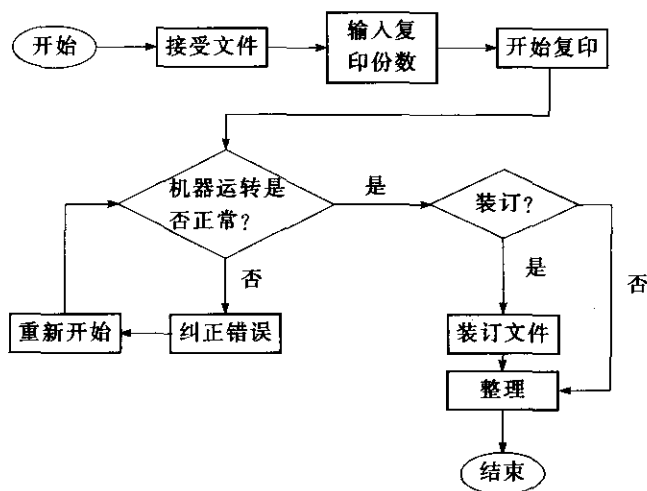 开始
接受文件
输入复
印份数
开始复印
机器运转是
否正常?
是
装订?
否
是
否
重新开始
纠正错误
装订文件
整理
结束